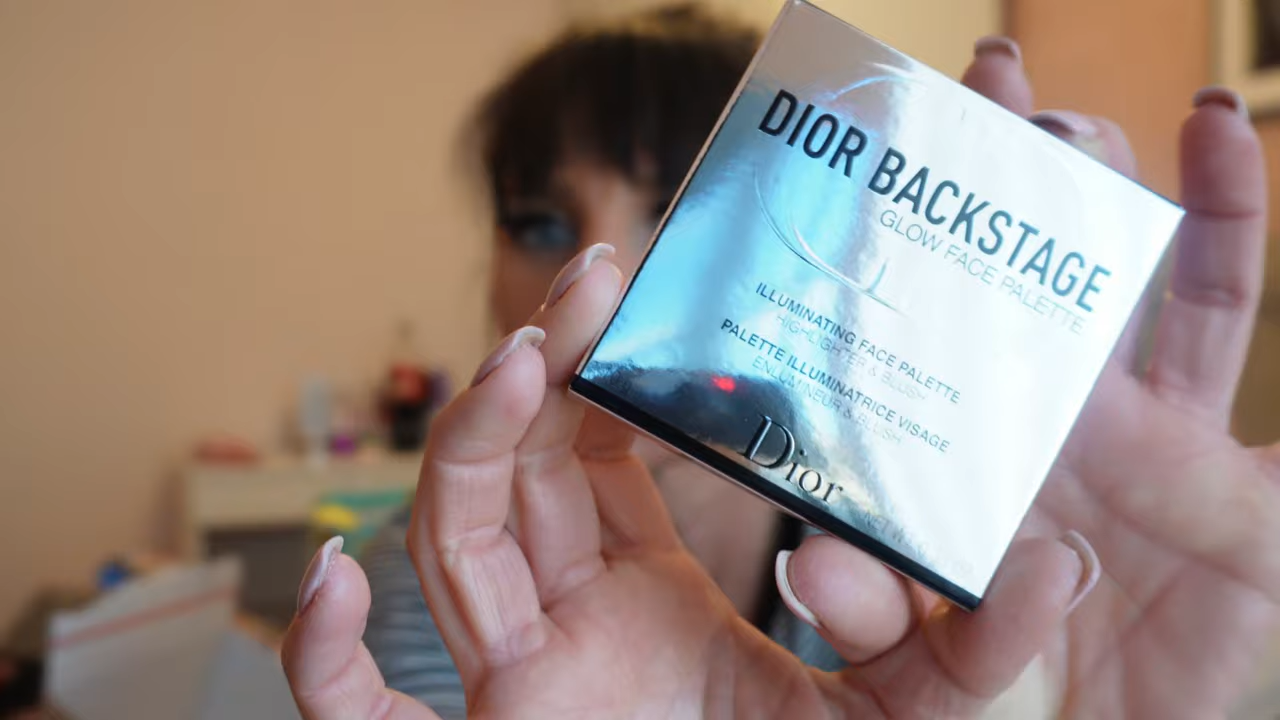 DIOR BACKSTAGE
GLOW FACE PALETTE
ILLUMINATING FACE PALETTE
HIGHLIGHTER & BLUSH
PALETTE ILLUMINATRICE VISAGE
ENLUMINEUR & BLUSH
Dior